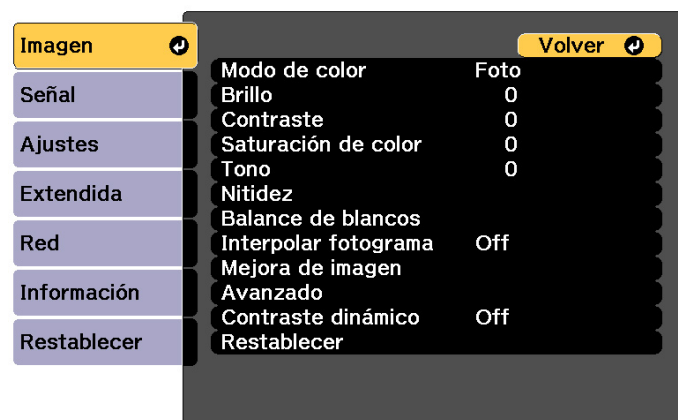 Imagen
Señal
Ajustes
Extendida
Red
Información
Restablecer
Volver
Modo de color Foto
Brillo 0
Contraste 0
Saturación de color 0
Tono 0
Nitidez
Balance de blancos
Interpolar fotograma Off
Mejora de imagen
Avanzado
Contraste dinámico Off
Restablecer